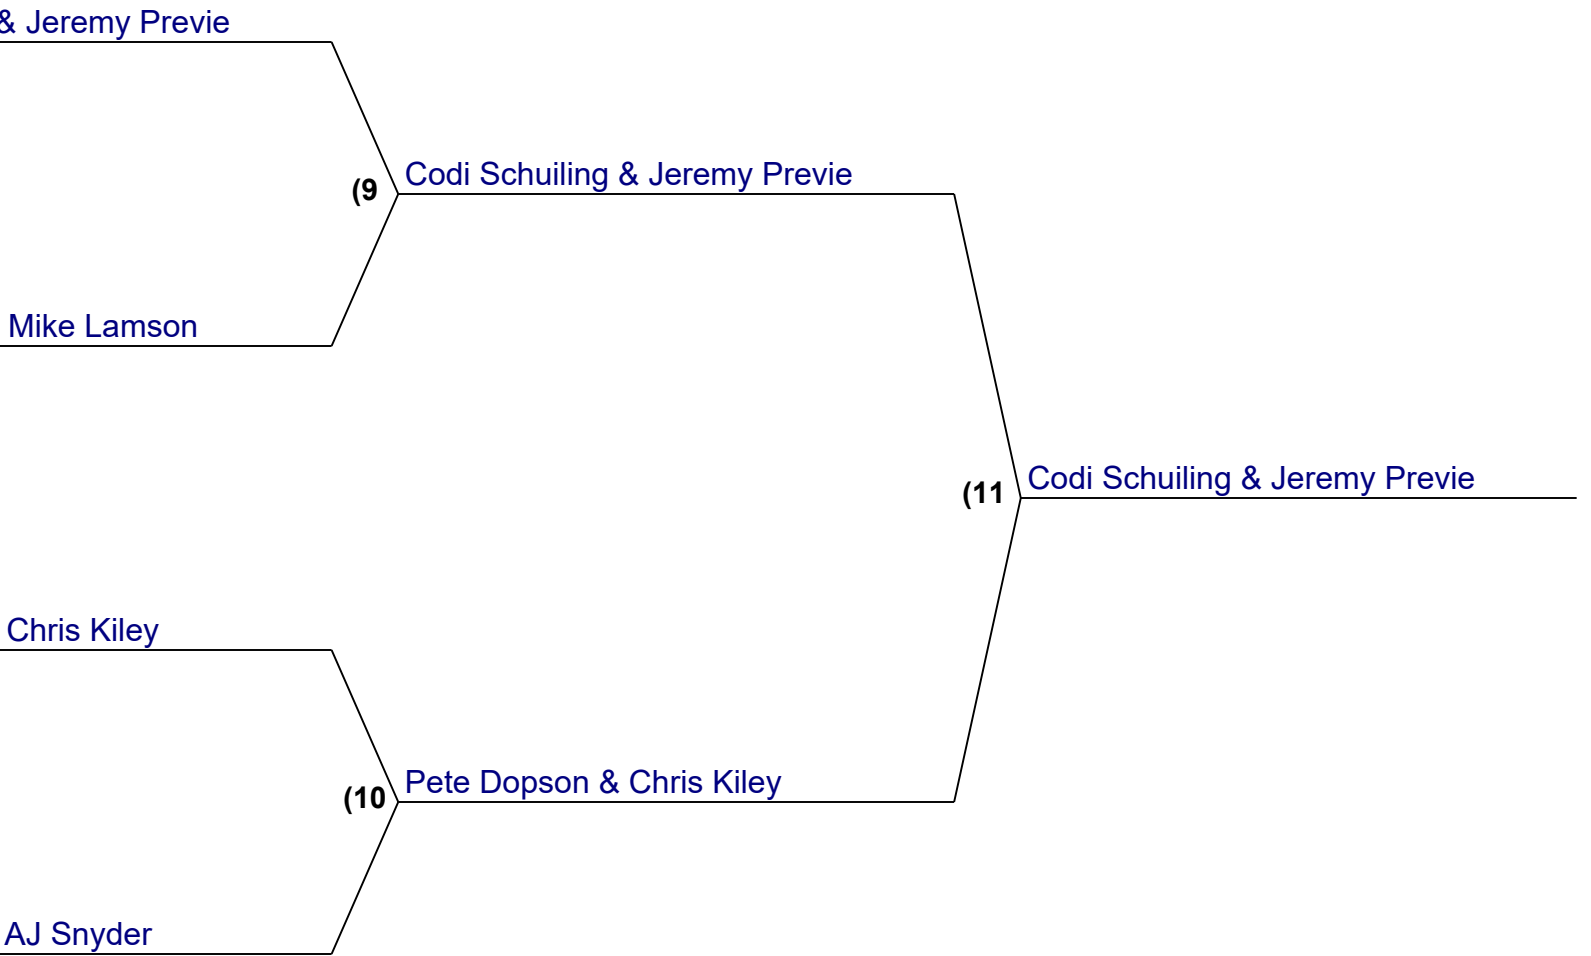 & Jeremy Previe
Codi Schuiling & Jeremy Previe
(9
Mike Lamson
Codi Schuiling & Jeremy Previe
(11
Chris Kiley
Pete Dopson & Chris Kiley
(10
AJ Snyder